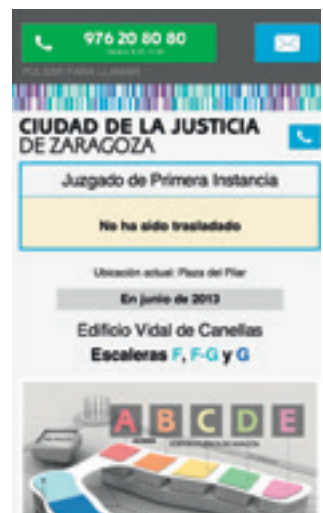 976 20 80 80
PULSAR PARA LLAMAR
CIUDAD DE LA JUSTICIA
DE ZARAGOZA
Juzgado de Primera Instancia
No ha sido trasladado
Ubicación actual: Plaza del Pilar
En junio de 2013
Edificio Vidal de Canellas
Escaleras F, F-G y G
A B C D E